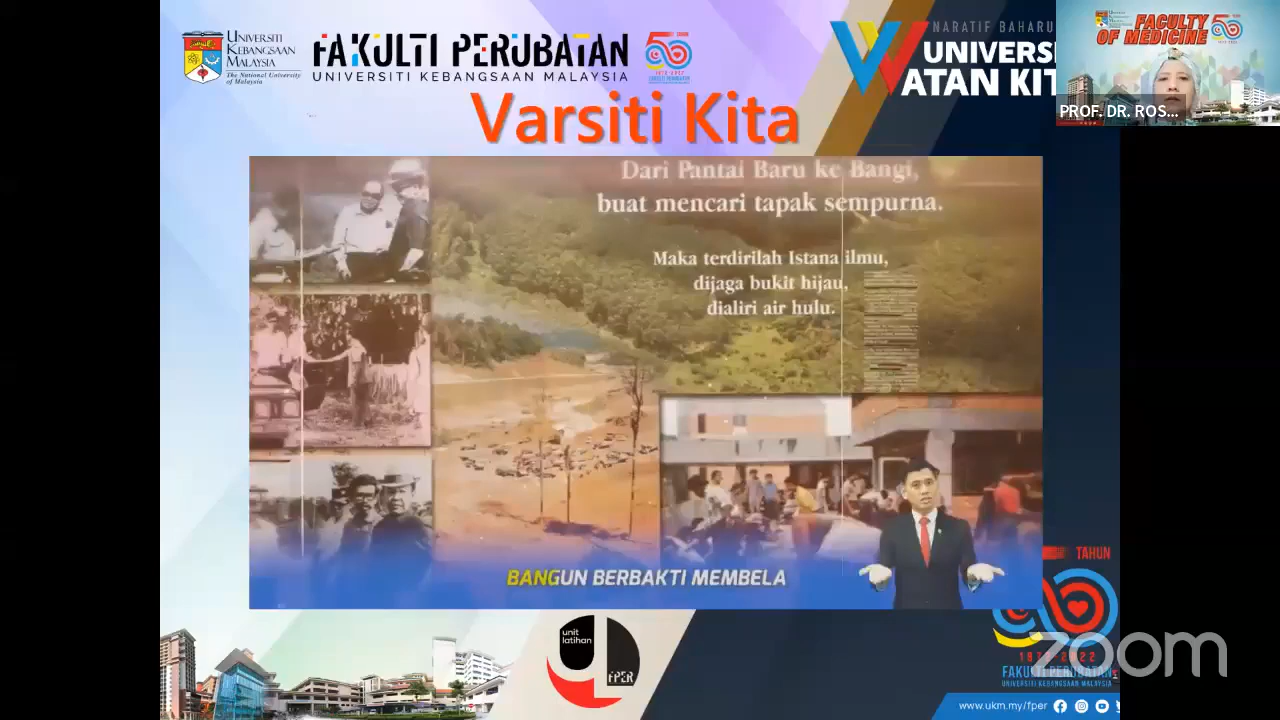 UNIVERSITI
KEBANGSAAN
MALAYSIA
The National University
of Malaysia
FAKULTI PERUBATAN
UNIVERSITI KEBANGSAAN MALAYSIA
50
NARATIF BAHARU
UNIVERSI
ATAN KIT
FACULTY
OF MEDICINE
50
PROF. DR. ROS...
Varsiti Kita
Dari Pantai Baru ke Bangi,
buat mencari tapak sempurna.
Maka terdirilah Istana ilmu,
dijaga bukit hijau,
dialiri air hulu.
BANGUN BERBAKTI MEMBELA
TAHUN
1972-2022
FAKULTI PERUBATAN
UNIVERSITI KEBANGSAAN MALAYSIA
unit
latihan
FPER
zoom
www.ukm.my/fper